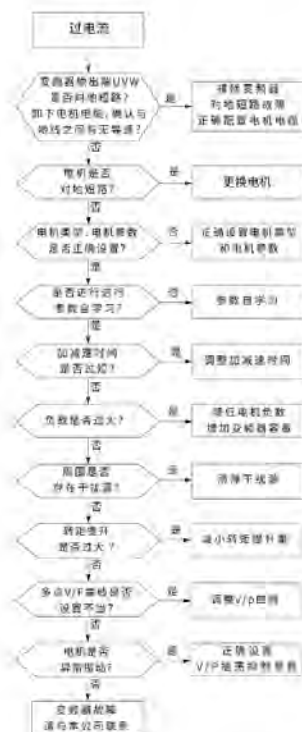 过电流
变频器输出端UVW
是否对地短路?
卸下电机电缆,确认与
地线之间有无导通?
是
排除变频器
对地短路故障
正确配置电机电缆
否
电机是否
对地短路?
是
更换电机
否
电机类型、电机参数
是否正确设置?
否
正确设置电机类型
和电机参数
是
是否进行运行
参数自学习?
否
参数自学习
是
加减速时间
是否过短?
是
调整加减速时间
否
负载是否过大?
是
降低电机负载
增加变频器容量
否
周围是否
存在干扰源?
是
清除干扰源
否
转矩提升
是否过大?
是
减小转矩提升量
否
多点V/F曲线是否
设置不当?
是
调整V/F曲线
否
电机是否
异常振动?
是
正确设置
V/F振荡抑制增益
否
变频器故障
请与本公司联系